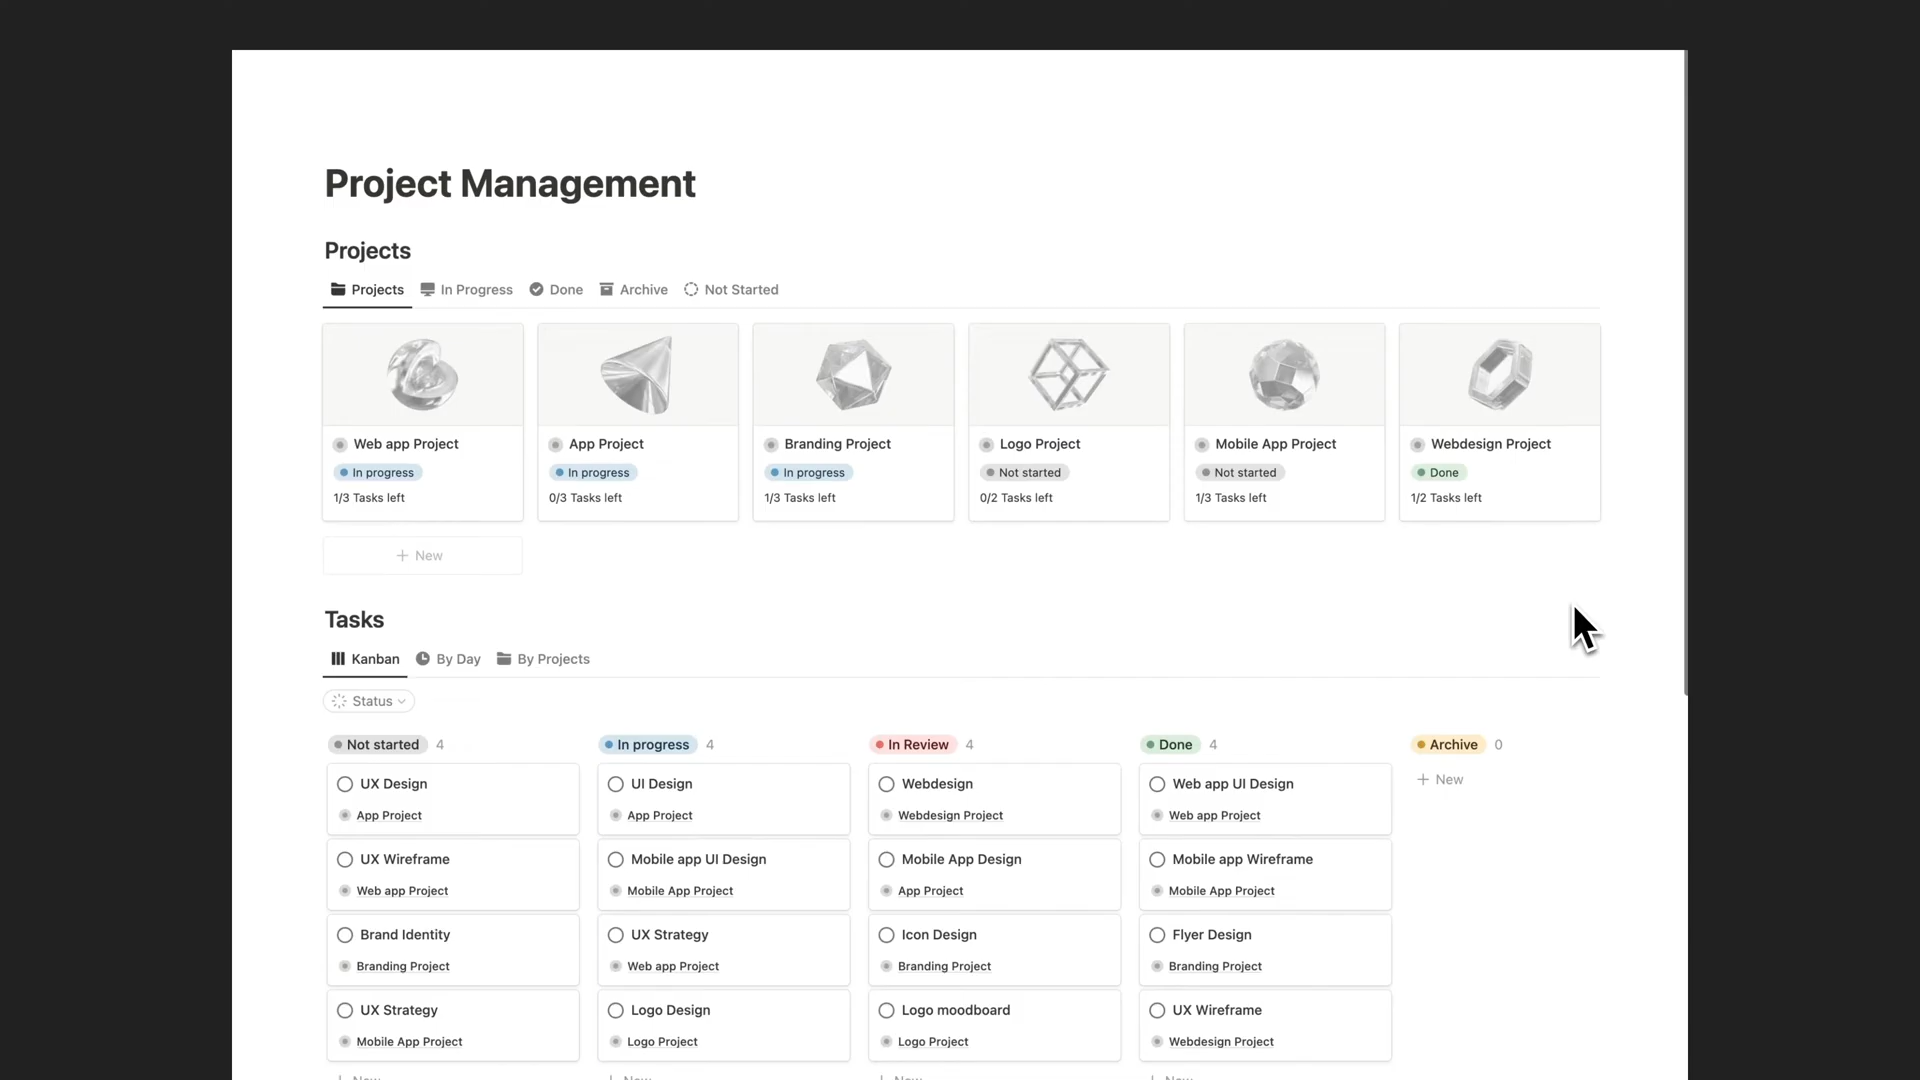 Project Management
Projects
Projects In Progress Done Archive Not Started
Web app Project
In progress
1/3 Tasks left
App Project
In progress
0/3 Tasks left
Branding Project
In progress
1/3 Tasks left
Logo Project
Not started
0/2 Tasks left
Mobile App Project
Not started
1/3 Tasks left
Webdesign Project
Done
1/2 Tasks left
+ New
Tasks
Kanban By Day By Projects
Status
Not started 4
UX Design
App Project
UX Wireframe
Web app Project
Brand Identity
Branding Project
UX Strategy
Mobile App Project
+ New
In progress 4
UI Design
App Project
Mobile app UI Design
Mobile App Project
UX Strategy
Web app Project
Logo Design
Logo Project
+ New
In Review 4
Webdesign
Webdesign Project
Mobile App Design
App Project
Icon Design
Branding Project
Logo moodboard
Logo Project
+ New
Done 4
Web app UI Design
Web app Project
Mobile app Wireframe
Mobile App Project
Flyer Design
Branding Project
UX Wireframe
Webdesign Project
+ New
Archive 0
+ New